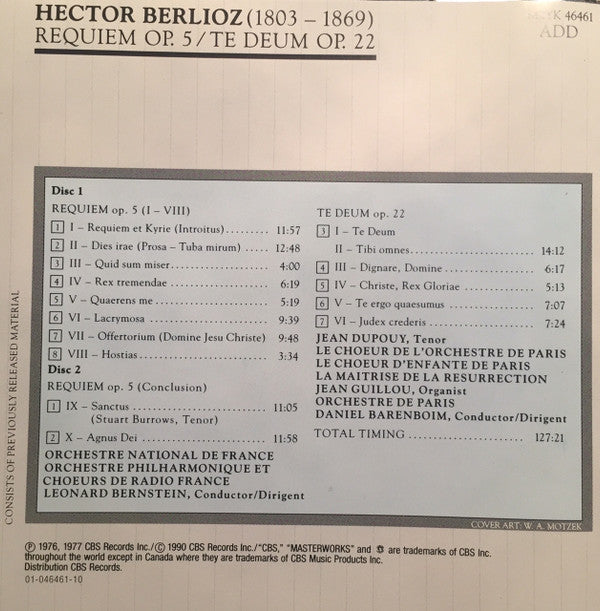 HECTOR BERLIOZ (1803 – 1869)
REQUIEM OP. 5/TE DEUM OP. 22
K 46461
ADD
CONSISTS OF PREVIOUSLY RELEASED MATERIAL
Disc 1
REQUIEM op. 5 (I – VIII)
1 I – Requiem et Kyrie (Introitus)......... 11:57
2 II – Dies irae (Prosa – Tuba mirum) ..... 12:48
3 III – Quid sum miser..................... 4:00
4 IV – Rex tremendae ..................... 6:19
5 V – Quaerens me ....................... 5:19
6 VI – Lacrymosa ........................ 9:39
7 VII – Offertorium (Domine Jesu Christe) 9:48
8 VIII – Hostias........................... 3:34
Disc 2
REQUIEM op. 5 (Conclusion)
1 IX – Sanctus ........................... 11:05
(Stuart Burrows, Tenor)
2 X – Agnus Dei .......................... 11:58
ORCHESTRE NATIONAL DE FRANCE
ORCHESTRE PHILHARMONIQUE ET
CHOEURS DE RADIO FRANCE
LEONARD BERNSTEIN, Conductor/Dirigent
TE DEUM op. 22
3 I – Te Deum
II – Tibi omnes......................... 14:12
4 III – Dignare, Domine ................. 6:17
5 IV – Christe, Rex Gloriae .............. 5:13
6 V – Te ergo quaesumus ................ 7:07
7 VI – Judex crederis .................... 7:24
JEAN DUPOUY, Tenor
LE CHOEUR DE L'ORCHESTRE DE PARIS
LE CHOEUR D'ENFANTE DE PARIS
LA MAITRISE DE LA RESURRECTION
JEAN GUILLOU, Organist
ORCHESTRE DE PARIS
DANIEL BARENBOIM, Conductor/Dirigent
TOTAL TIMING ......................... 127:21
COVER ART: W. A. MOTZEK
Ⓟ 1976, 1977 CBS Records Inc./Ⓒ 1990 CBS Records Inc./"CBS," "MASTERWORKS" and are trademarks of CBS Inc.
throughout the world except in Canada where they are trademarks of CBS Music Products Inc.
Distribution CBS Records.
01-046461-10